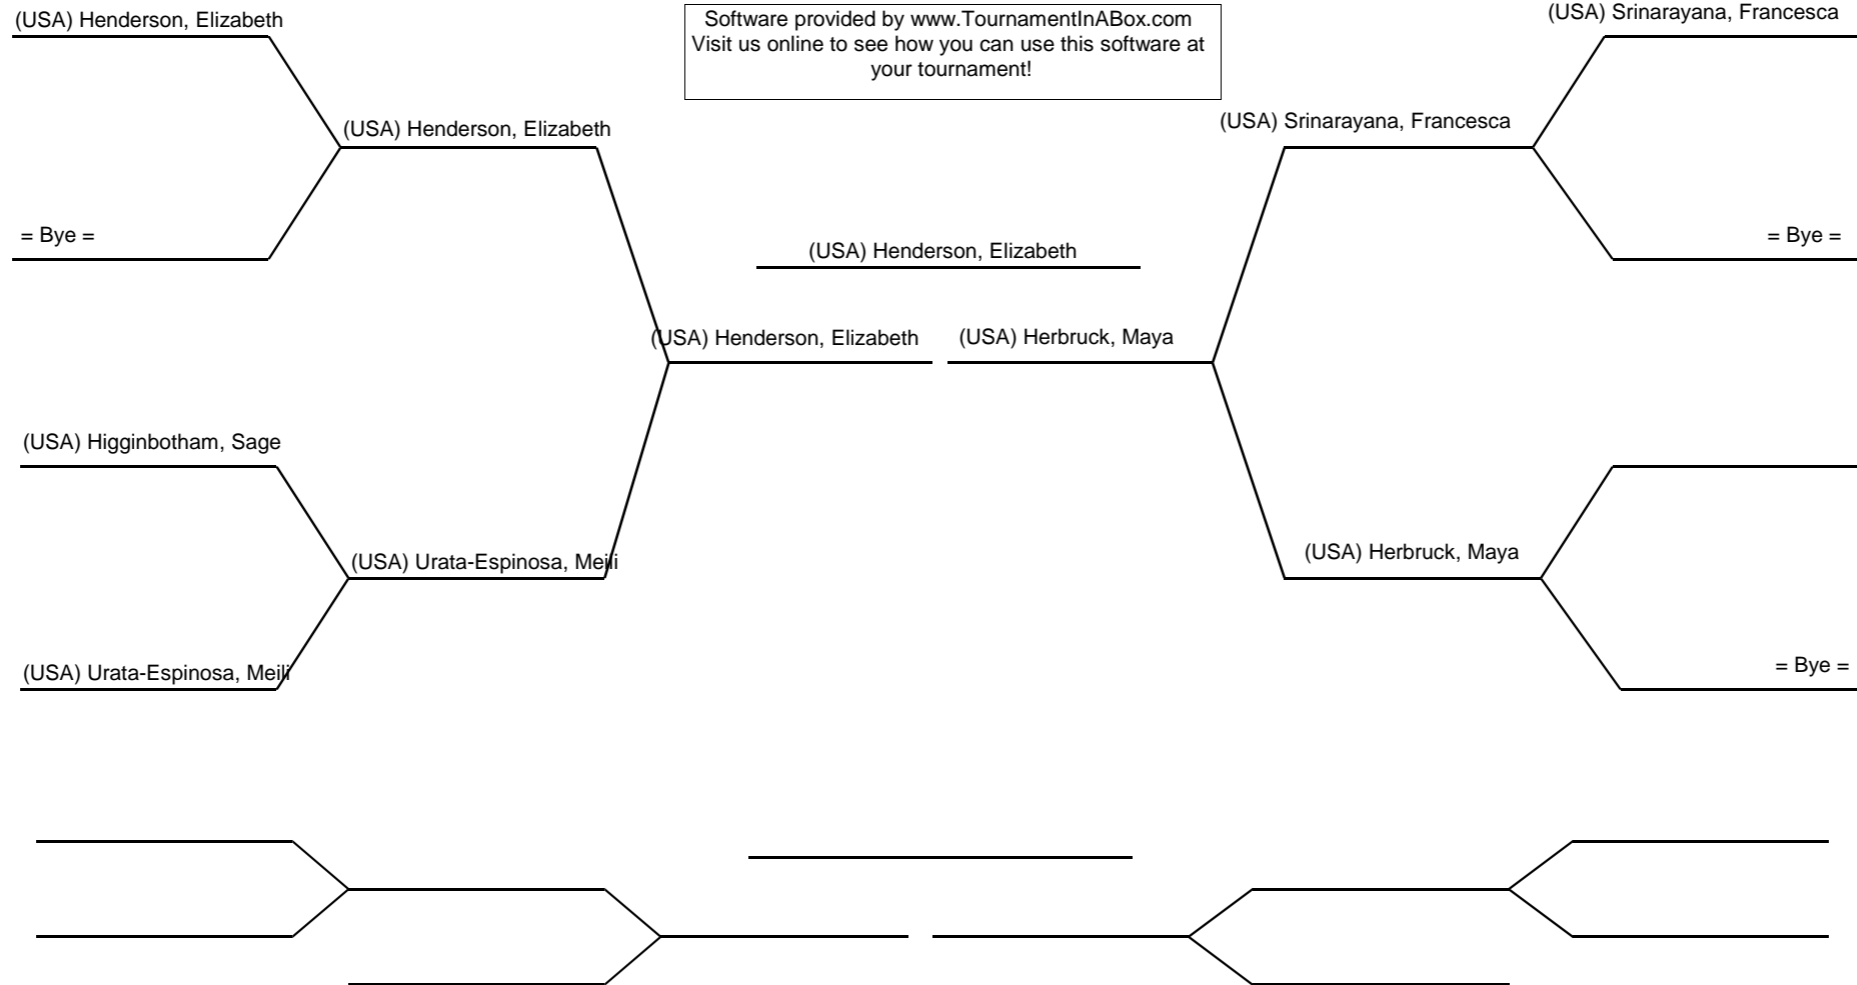 (USA) Henderson, Elizabeth
Software provided by www.TournamentInABox.com
Visit us online to see how you can use this software at
your tournament!
(USA) Srinarayana, Francesca
(USA) Henderson, Elizabeth
(USA) Srinarayana, Francesca
= Bye =
(USA) Henderson, Elizabeth
= Bye =
(USA) Henderson, Elizabeth
(USA) Herbruck, Maya
(USA) Higginbotham, Sage
(USA) Urata-Espinosa, Meili
(USA) Herbruck, Maya
(USA) Urata-Espinosa, Meili
= Bye =